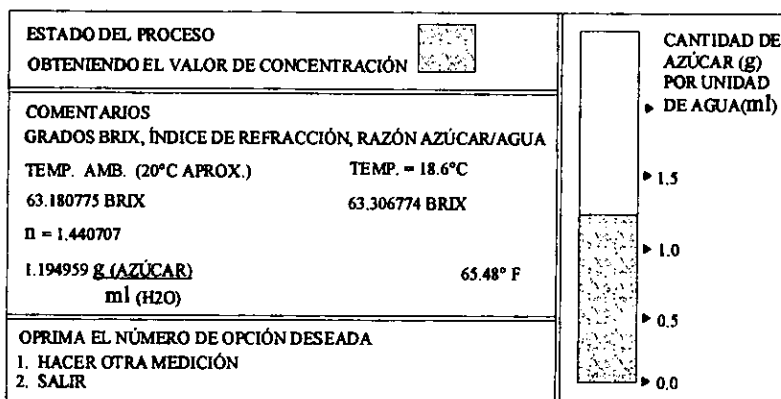 ESTADO DEL PROCESO
OBTENIENDO EL VALOR DE CONCENTRACIÓN
COMENTARIOS
GRADOS BRIX, ÍNDICE DE REFRACCIÓN, RAZÓN AZÚCAR/AGUA
TEMP. AMB. (20°C APROX.) TEMP. = 18.6°C
63.180775 BRIX 63.306774 BRIX
n = 1.440707
1.194959 g (AZÚCAR) 65.48° F
ml (H2O)
OPRIMA EL NÚMERO DE OPCIÓN DESEADA
1. HACER OTRA MEDICIÓN
2. SALIR
CANTIDAD DE
AZÚCAR (g)
POR UNIDAD
DE AGUA(ml)
1.5
1.0
0.5
0.0